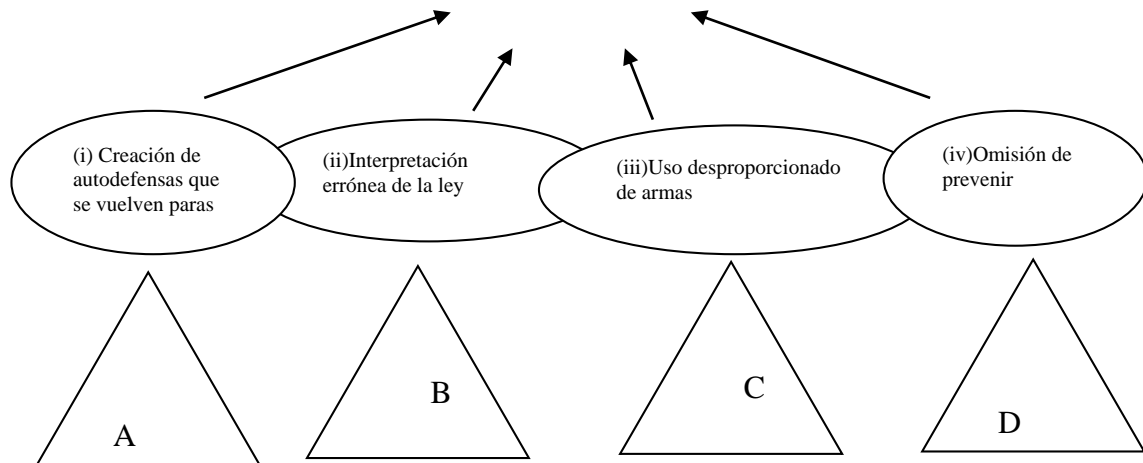 (i) Creación de
autodefensas que
se vuelven paras
(ii)Interpretación
errónea de la ley
(iii)Uso desproporcionado
de armas
(iv)Omisión de
prevenir
A
B
C
D